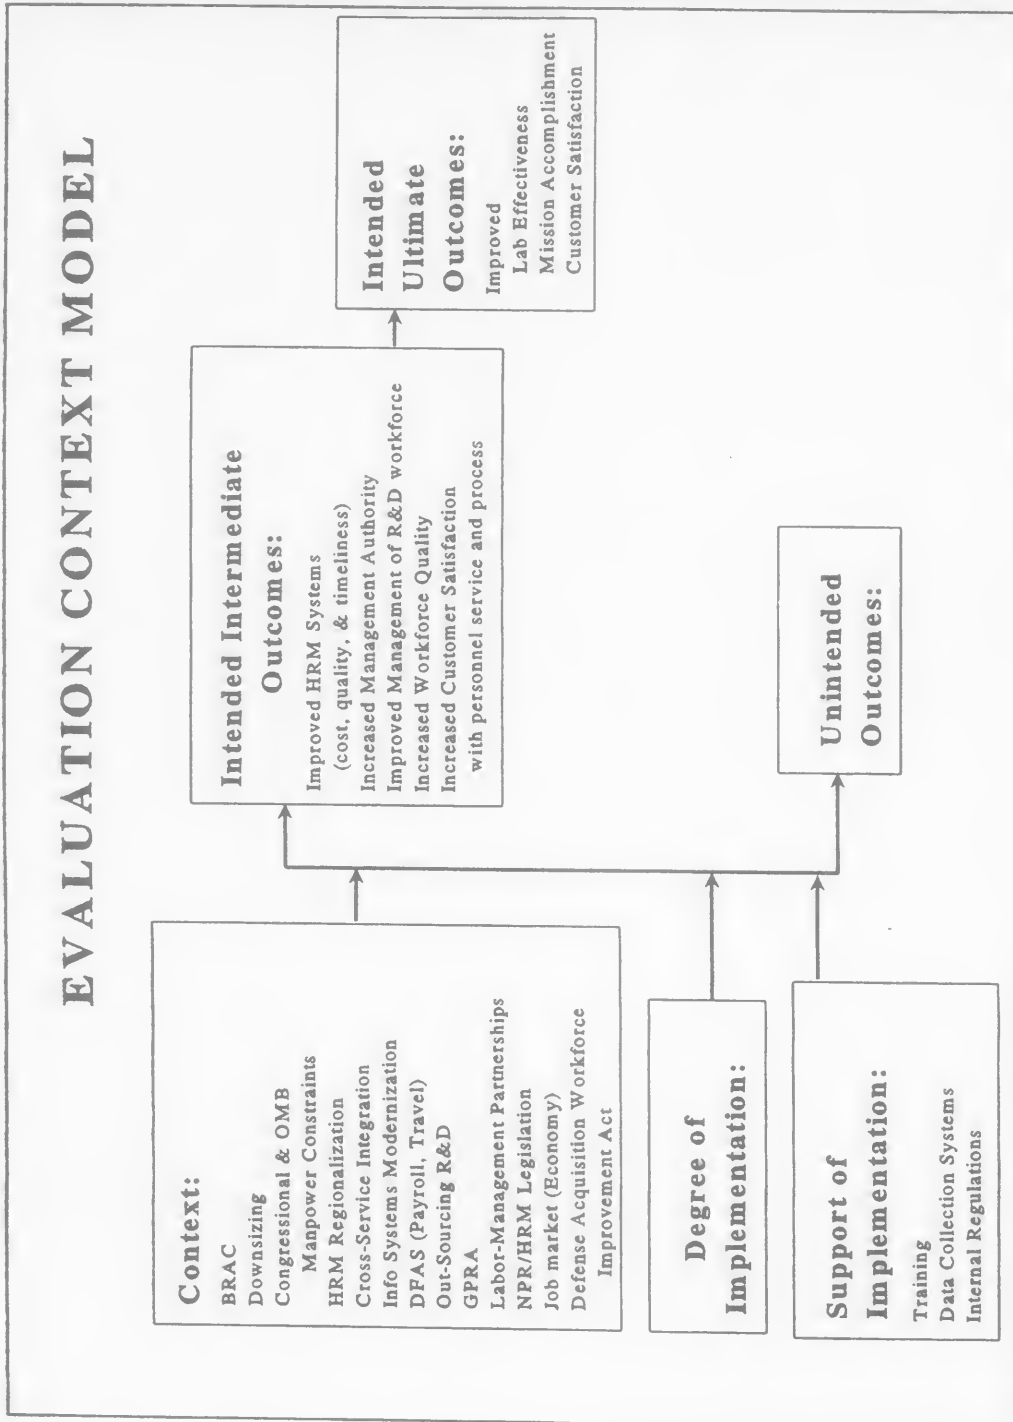 EVALUATION CONTEXT MODEL
Context:
BRAC
Downsizing
Congressional & OMB
Manpower Constraints
HRM Regionalization
Cross-Service Integration
Info Systems Modernization
DFAS (Payroll, Travel)
Out-Sourcing R&D
GPRA
Labor-Management Partnerships
NPR/HRM Legislation
Job market (Economy)
Defense Acquisition Workforce
Improvement Act
Degree of
Implementation:
Support of
Implementation:
Training
Data Collection Systems
Internal Regulations
Intended Intermediate
Outcomes:
Improved HRM Systems
(cost, quality, & timeliness)
Increased Management Authority
Improved Management of R&D workforce
Increased Workforce Quality
Increased Customer Satisfaction
with personnel service and process
Unintended
Outcomes:
Intended
Ultimate
Outcomes:
Improved
Lab Effectiveness
Mission Accomplishment
Customer Satisfaction